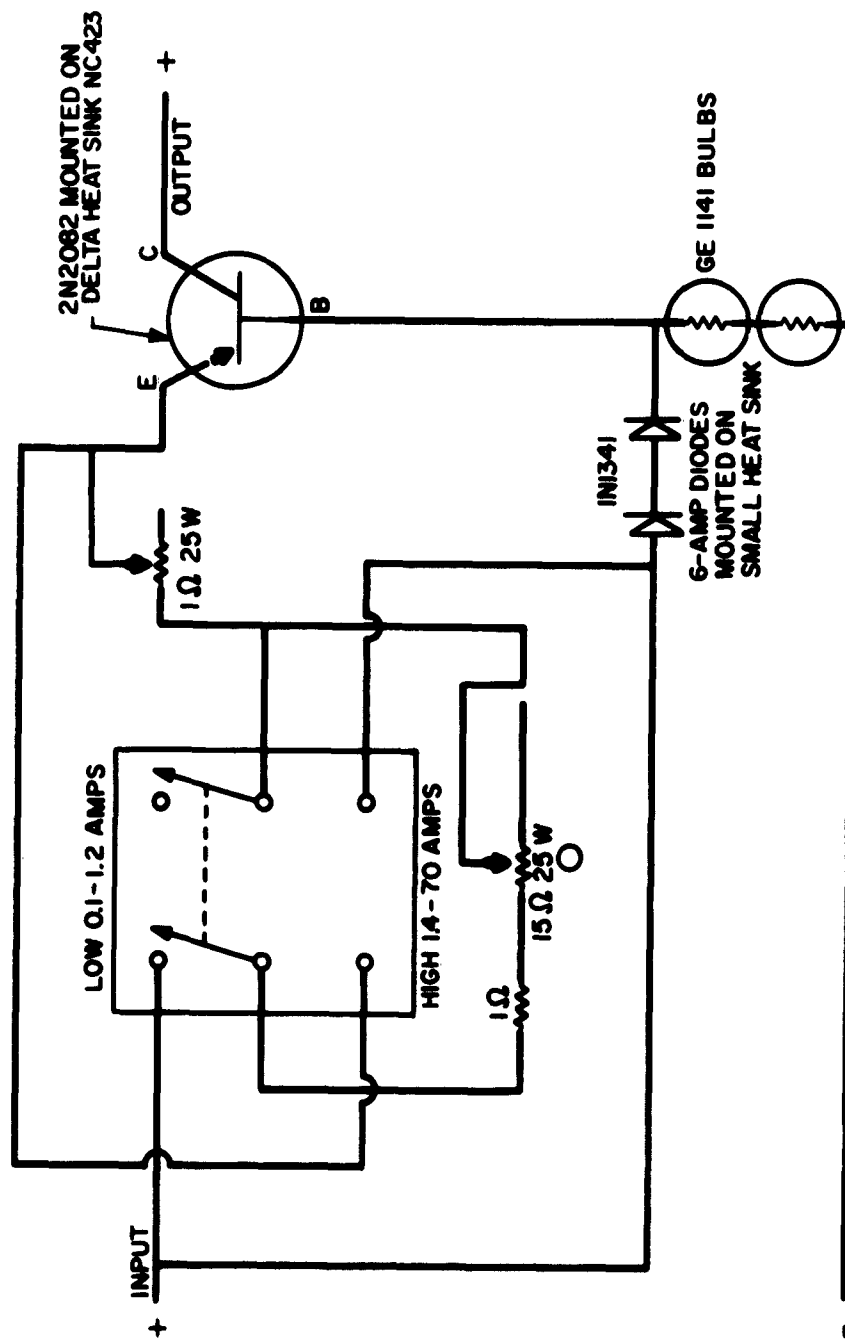 2N2082 MOUNTED ON
DELTA HEAT SINK NC423
+
OUTPUT
C
E
B
1Ω 25W
LOW 0.1-1.2 AMPS
HIGH 1.4-70 AMPS
15Ω 25W
1Ω
+
INPUT
1N1341
6-AMP DIODES
MOUNTED ON
SMALL HEAT SINK
GE 1141 BULBS